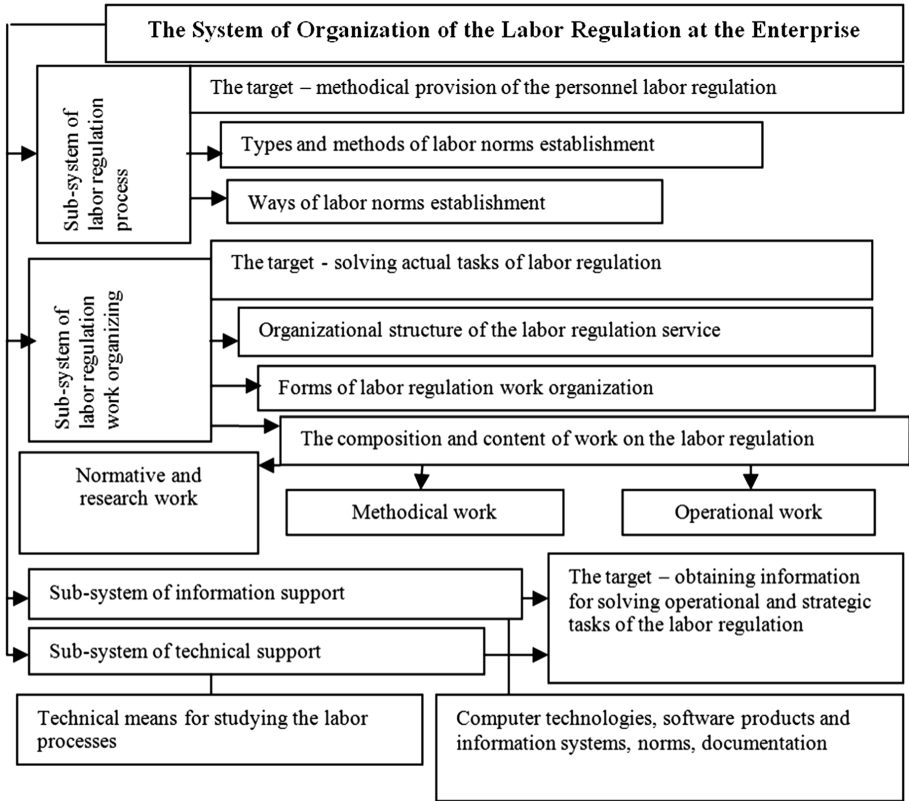 The System of Organization of the Labor Regulation at the Enterprise
The target – methodical provision of the personnel labor regulation
Sub-system of
labor regulation
process
Types and methods of labor norms establishment
Ways of labor norms establishment
The target - solving actual tasks of labor regulation
Sub-system of
labor regulation
work organizing
Organizational structure of the labor regulation service
Forms of labor regulation work organization
The composition and content of work on the labor regulation
Normative and
research work
Methodical work
Operational work
Sub-system of information support
The target – obtaining information
for solving operational and strategic
tasks of the labor regulation
Sub-system of technical support
Technical means for studying the labor
processes
Computer technologies, software products and
information systems, norms, documentation